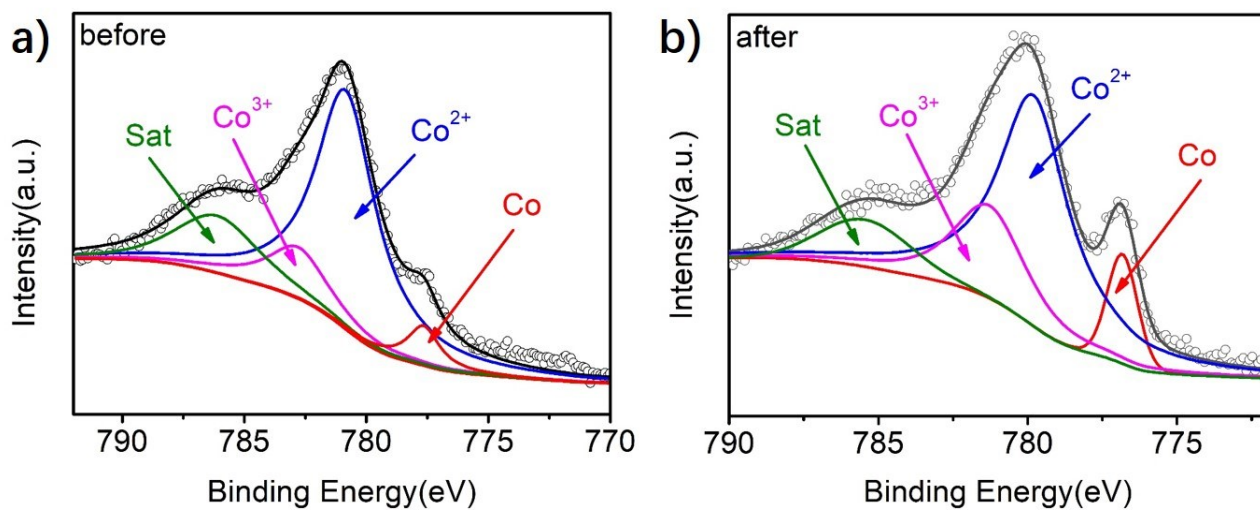 a) before
Sat
Co³⁺
Co²⁺
Co
Intensity(a.u.)
790 785 780 775 770
Binding Energy(eV)
b) after
Sat
Co³⁺
Co²⁺
Co
Intensity(a.u.)
790 785 780 775
Binding Energy(eV)